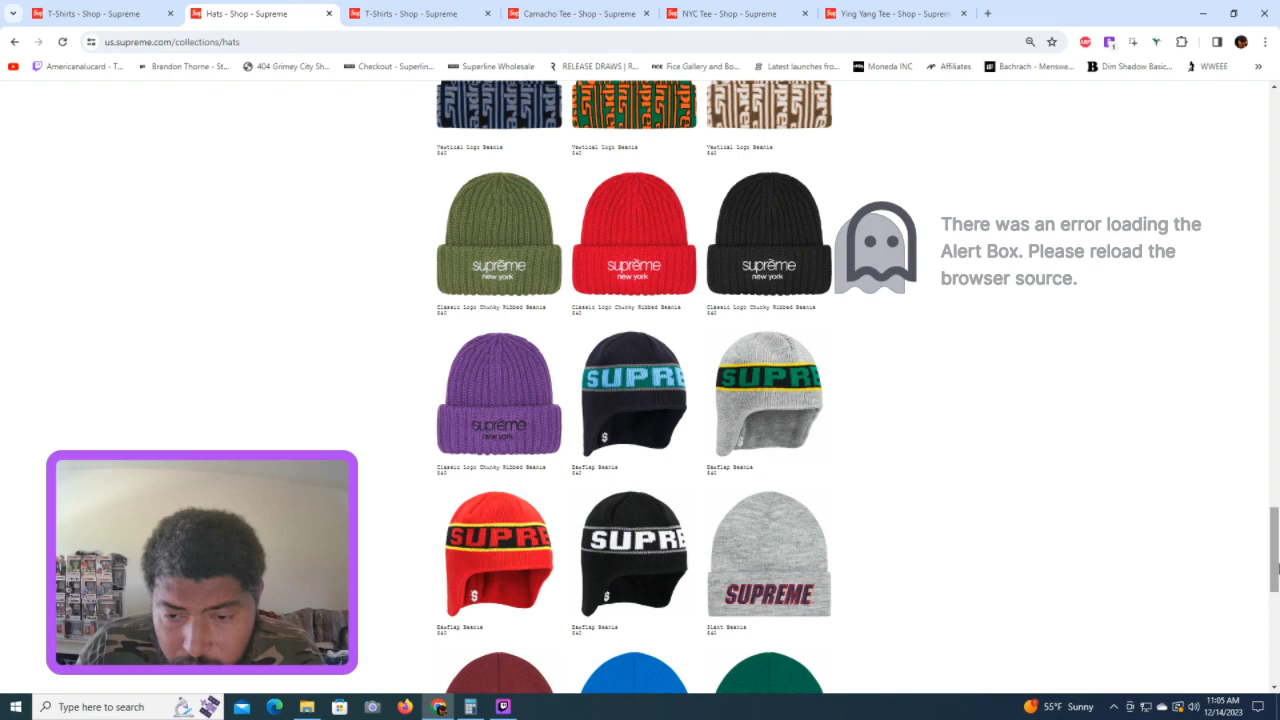 T-Shirts - Shop - Supreme
Hats - Shop - Supreme
T-Shirts - Shop - Supreme
Camacho Tee - Shop - Supreme
NYC Tee - Shop - Supreme
Ying Yang Tee - Shop - Suprem
us.supreme.com/collections/hats
Americanalucard - T...
Brandon Thorne - St...
404 Grimey City Sh...
Checkout - Superlin...
Superline Wholesale
RELEASE DRAWS | R...
Fice Gallery and Bo...
Latest launches fro...
Moneda INC
Affiliates
Bachrach - Menswe...
Dim Shadow Basic...
WWEEE
»
Vertical Logo Beanie
$40
Vertical Logo Beanie
$40
Vertical Logo Beanie
$40
suprēme
new york
suprēme
new york
suprēme
new york
There was an error loading the
Alert Box. Please reload the
browser source.
Classic Logo Chunky Ribbed Beanie
$40
Classic Logo Chunky Ribbed Beanie
$40
Classic Logo Chunky Ribbed Beanie
$40
suprēme
new york
SUPRE
SUPRE
Classic Logo Chunky Ribbed Beanie
$40
Earflap Beanie
$40
Earflap Beanie
$40
SUPRE
SUPRE
SUPREME
Earflap Beanie
$40
Earflap Beanie
$40
Slant Beanie
$40
Type here to search
55°F Sunny
11:05 AM
12/14/2023